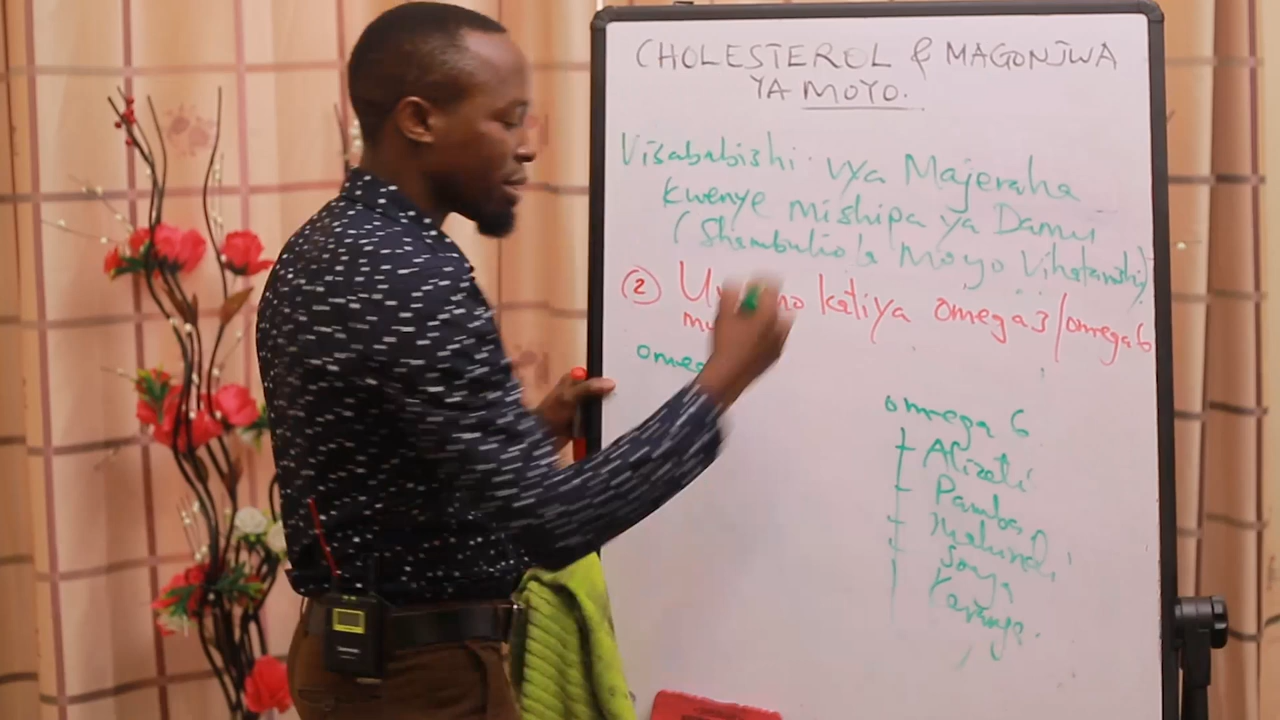 CHOLESTEROL & MAGONJWA
YA MOYO.
Visababishi vya Majeraha
Kwenye mishipa ya Damu
(Shambulio la Moyo Vihatarishi)
② katiya omega3/omega6
omega 6
Alizeti
Pamba
Mahindi
Soya
Karanga.